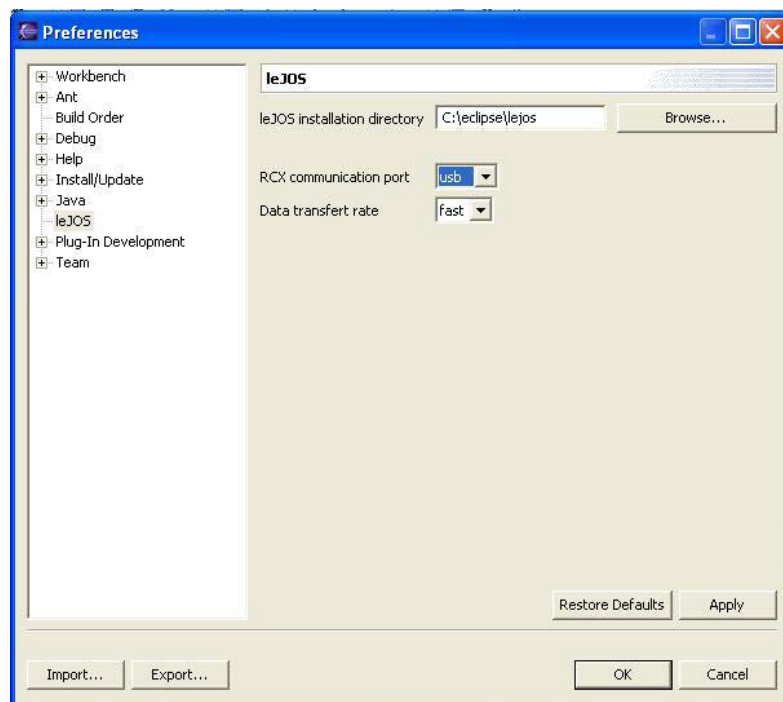 Preferences
Workbench
Ant
Build Order
Debug
Help
Install/Update
Java
leJOS
Plug-In Development
Team
leJOS
leJOS installation directory C:\eclipse\lejos Browse...
RCX communication port usb
Data transfert rate fast
Restore Defaults Apply
Import... Export... OK Cancel